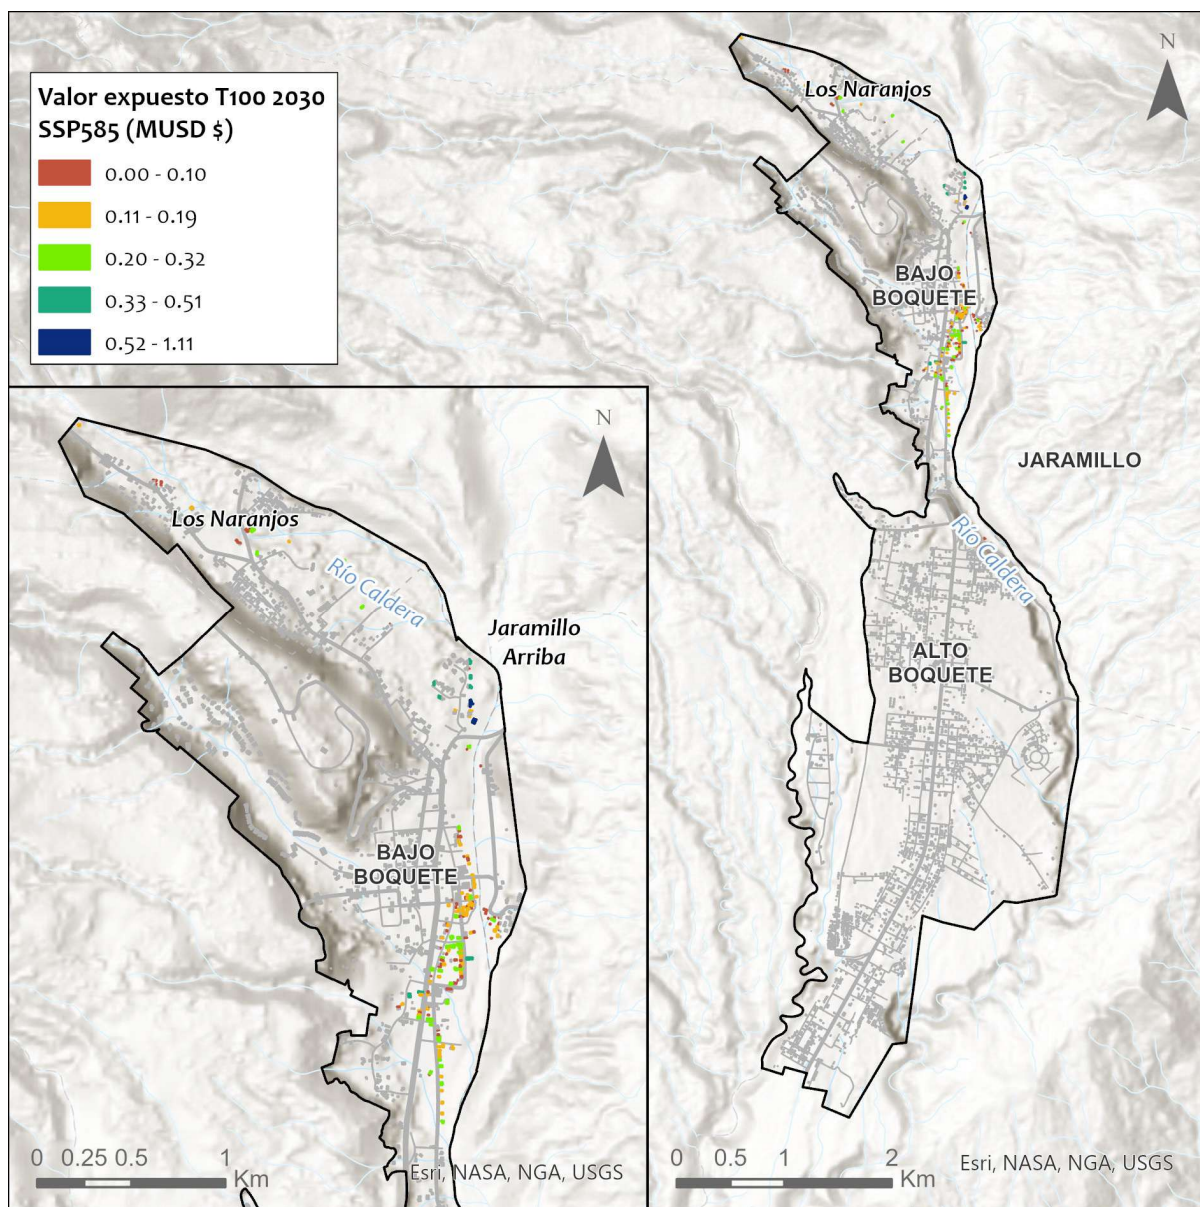 Valor expuesto T100 2030
SSP585 (MUSD $)
0.00 - 0.10
0.11 - 0.19
0.20 - 0.32
0.33 - 0.51
0.52 - 1.11
N
Los Naranjos
BAJO
BOQUETE
JARAMILLO
Río Caldera
ALTO
BOQUETE
0 0.5 1 2
Km
Esri, NASA, NGA, USGS
N
Los Naranjos
Río Caldera
Jaramillo
Arriba
BAJO
BOQUETE
0 0.25 0.5 1
Km
Esri, NASA, NGA, USGS